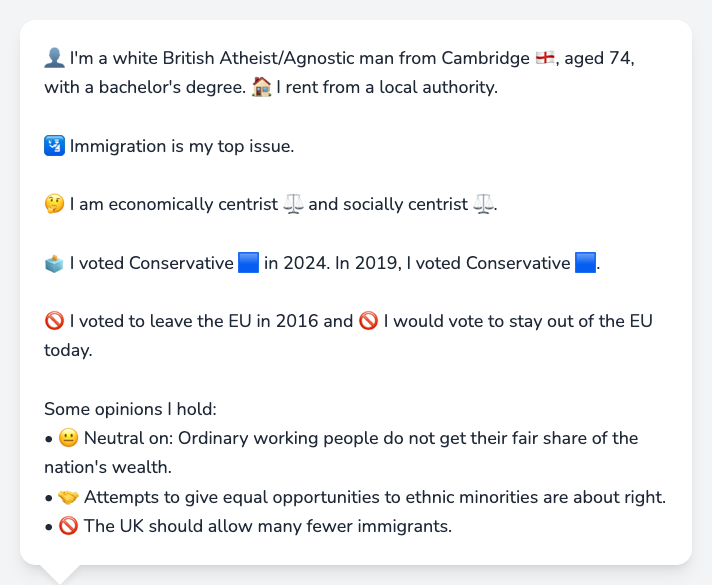 👤 I'm a white British Atheist/Agnostic man from Cambridge 🏴󠁧󠁢󠁥󠁮󠁧󠁿, aged 74,
with a bachelor's degree. 🏠 I rent from a local authority.
🛂 Immigration is my top issue.
🤔 I am economically centrist ⚖️ and socially centrist ⚖️.
🗳️ I voted Conservative 🟦 in 2024. In 2019, I voted Conservative 🟦.
🚫 I voted to leave the EU in 2016 and 🚫 I would vote to stay out of the EU
today.
Some opinions I hold:
• 😐 Neutral on: Ordinary working people do not get their fair share of the
nation's wealth.
• 🤝 Attempts to give equal opportunities to ethnic minorities are about right.
• 🚫 The UK should allow many fewer immigrants.